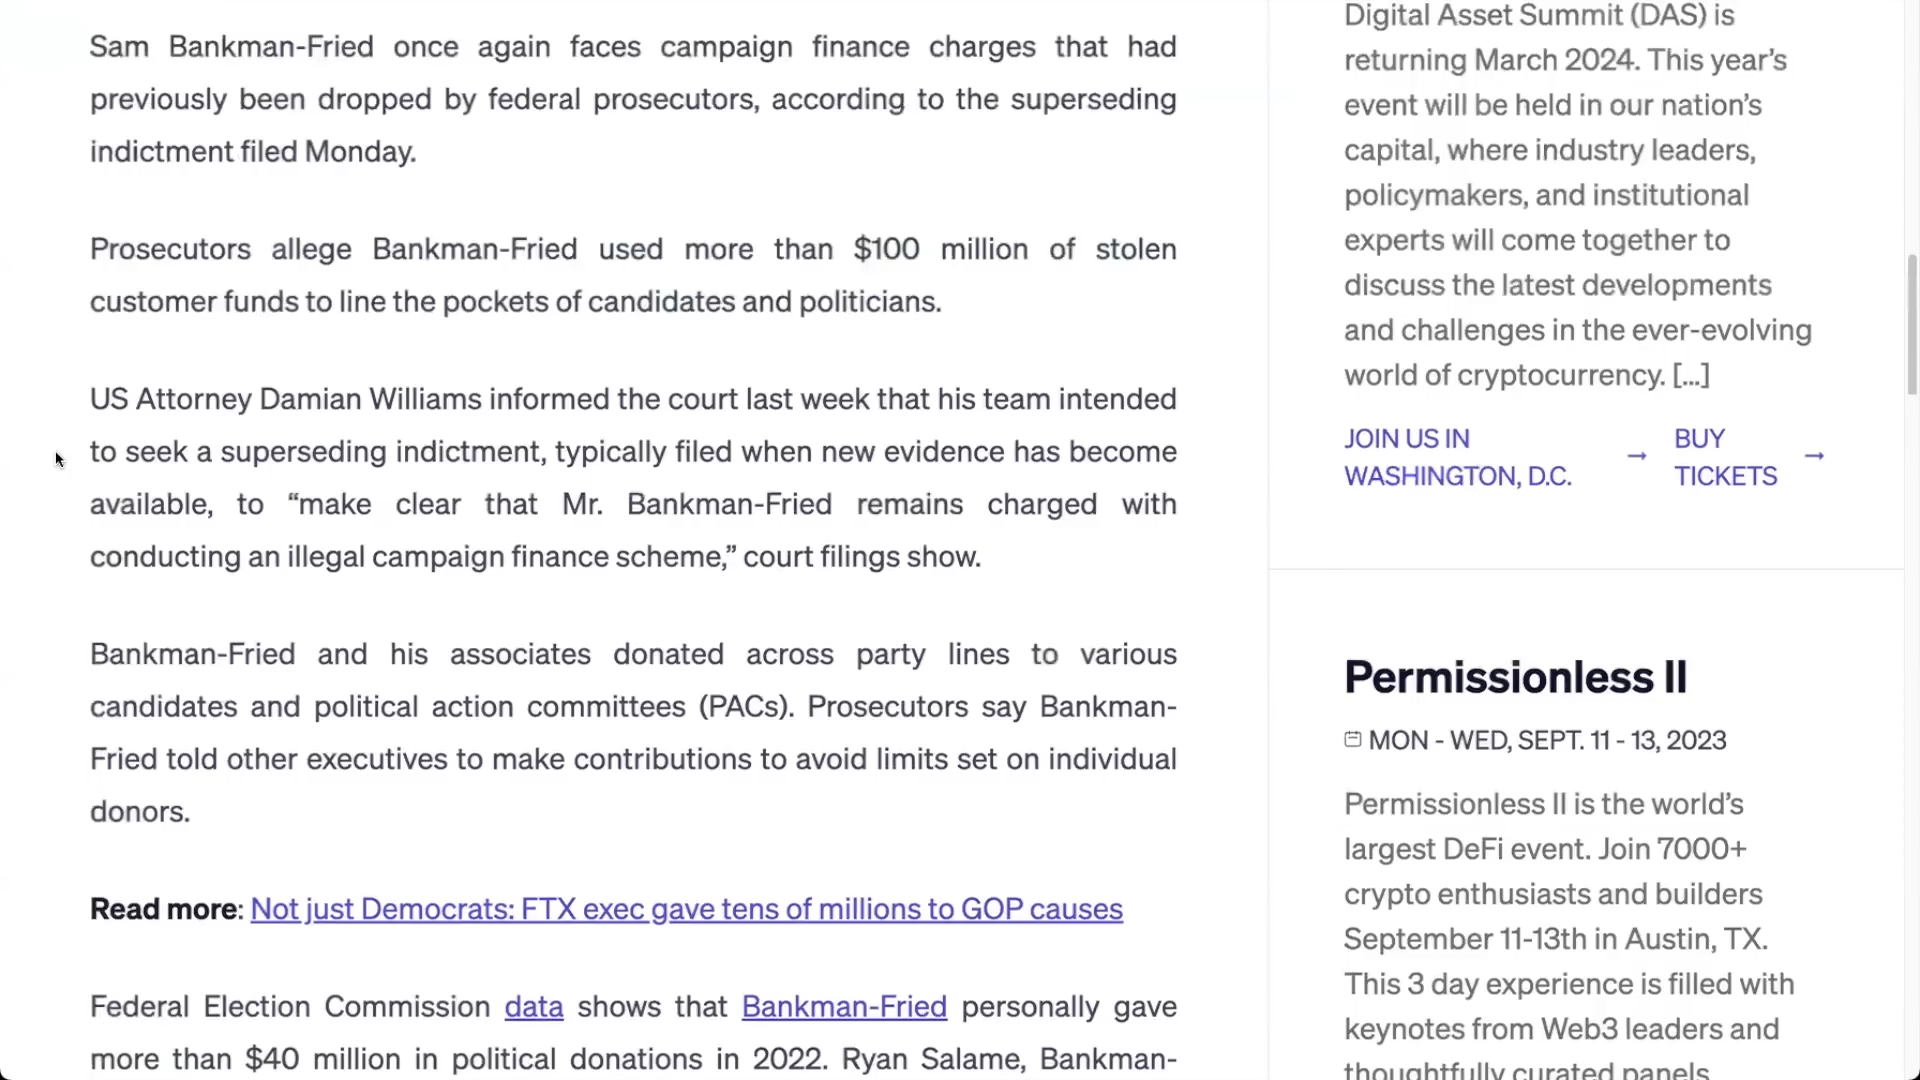 Sam Bankman-Fried once again faces campaign finance charges that had
previously been dropped by federal prosecutors, according to the superseding
indictment filed Monday.
Prosecutors allege Bankman-Fried used more than $100 million of stolen
customer funds to line the pockets of candidates and politicians.
US Attorney Damian Williams informed the court last week that his team intended
to seek a superseding indictment, typically filed when new evidence has become
available, to “make clear that Mr. Bankman-Fried remains charged with
conducting an illegal campaign finance scheme,” court filings show.
Bankman-Fried and his associates donated across party lines to various
candidates and political action committees (PACs). Prosecutors say Bankman-
Fried told other executives to make contributions to avoid limits set on individual
donors.
Read more: Not just Democrats: FTX exec gave tens of millions to GOP causes
Federal Election Commission data shows that Bankman-Fried personally gave
more than $40 million in political donations in 2022. Ryan Salame, Bankman-
Digital Asset Summit (DAS) is
returning March 2024. This year’s
event will be held in our nation’s
capital, where industry leaders,
policymakers, and institutional
experts will come together to
discuss the latest developments
and challenges in the ever-evolving
world of cryptocurrency. [...]
JOIN US IN
WASHINGTON, D.C. →
BUY
TICKETS →
Permissionless II
MON - WED, SEPT. 11 - 13, 2023
Permissionless II is the world’s
largest DeFi event. Join 7000+
crypto enthusiasts and builders
September 11-13th in Austin, TX.
This 3 day experience is filled with
keynotes from Web3 leaders and
thoughtfully curated panels